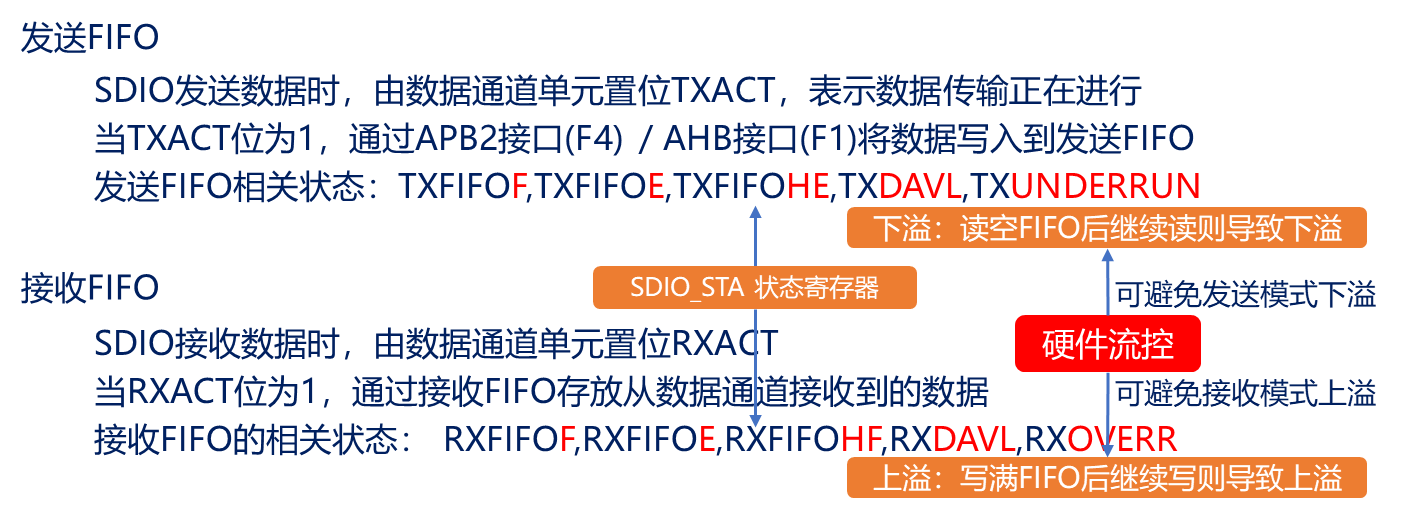 发送FIFO
SDIO发送数据时，由数据通道单元置位TXACT，表示数据传输正在进行
当TXACT位为1，通过APB2接口(F4) / AHB接口(F1)将数据写入到发送FIFO
发送FIFO相关状态：TXFIFOF,TXFIFOE,TXFIFOHE,TXDAVL,TXUNDERRUN
下溢：读空FIFO后继续读则导致下溢
SDIO_STA 状态寄存器
可避免发送模式下溢
接收FIFO
硬件流控
SDIO接收数据时，由数据通道单元置位RXACT
当RXACT位为1，通过接收FIFO存放从数据通道接收到的数据
可避免接收模式上溢
接收FIFO的相关状态： RXFIFOF,RXFIFOE,RXFIFOHF,RXDAVL,RXOVERR
上溢：写满FIFO后继续写则导致上溢